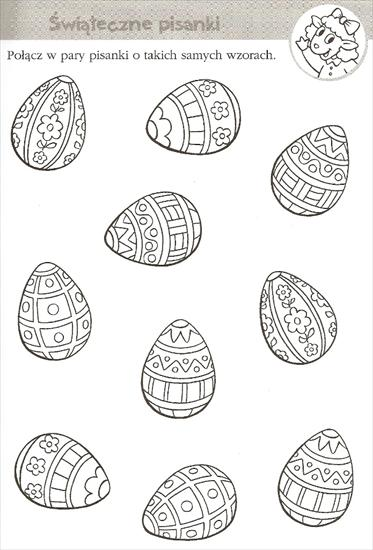 Świąteczne pisanki
Połącz w pary pisanki o takich samych wzorach.